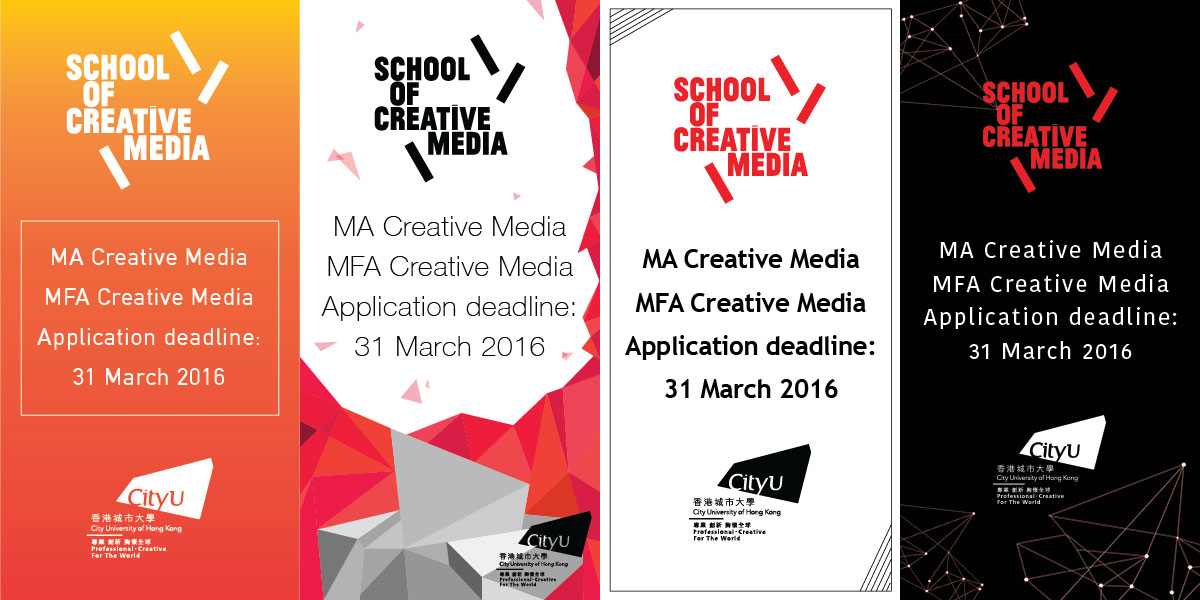 SCHOOL
OF
CREATIVE
MEDIA
MA Creative Media
MFA Creative Media
Application deadline:
31 March 2016
CityU
香港城市大學
City University of Hong Kong
專業 創新 胸懷全球
Professional·Creative
For The World
SCHOOL
OF
CREATIVE
MEDIA
MA Creative Media
MFA Creative Media
Application deadline:
31 March 2016
CityU
香港城市大學
City University of Hong Kong
專業 創新 胸懷全球
Professional·Creative
For The World
SCHOOL
OF
CREATIVE
MEDIA
MA Creative Media
MFA Creative Media
Application deadline:
31 March 2016
CityU
香港城市大學
City University of Hong Kong
專業 創新 胸懷全球
Professional·Creative
For The World
SCHOOL
OF
CREATIVE
MEDIA
MA Creative Media
MFA Creative Media
Application deadline:
31 March 2016
CityU
香港城市大學
City University of Hong Kong
專業 創新 胸懷全球
Professional·Creative
For The World